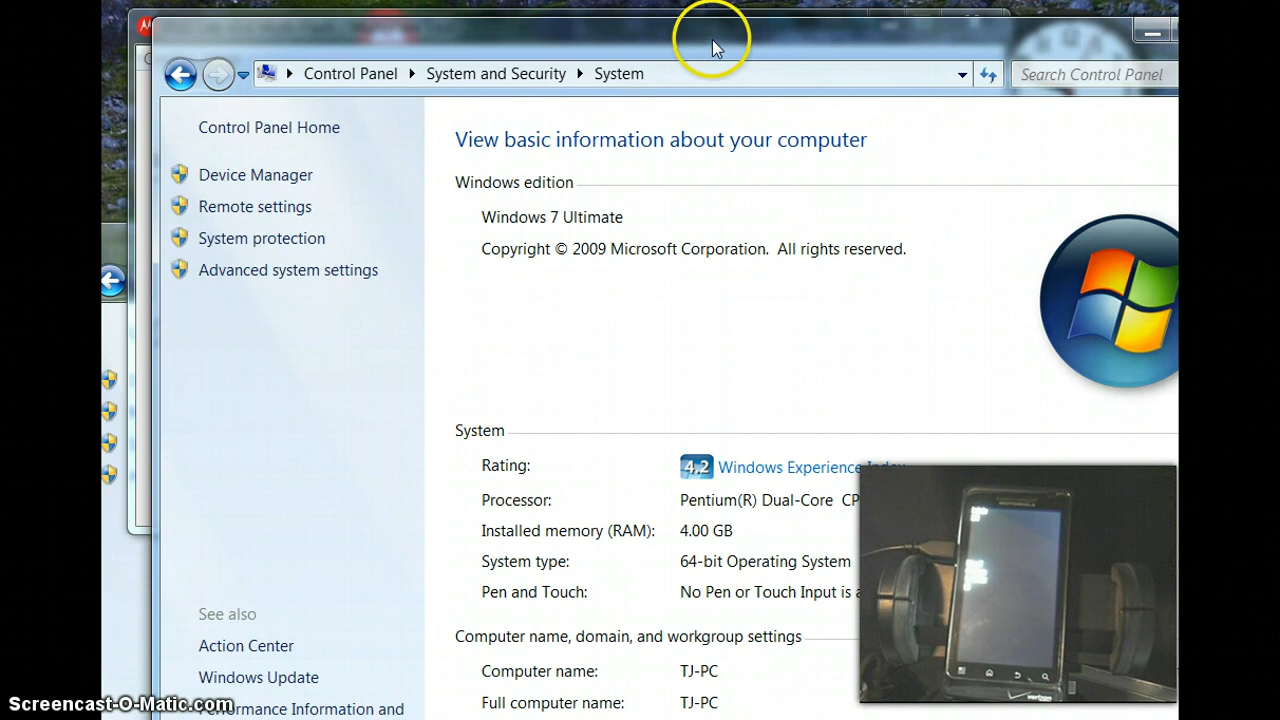 Control Panel System and Security System
Search Control Panel
Control Panel Home
Device Manager
Remote settings
System protection
Advanced system settings
See also
Action Center
Windows Update
Performance Information and
View basic information about your computer
Windows edition
Windows 7 Ultimate
Copyright © 2009 Microsoft Corporation. All rights reserved.
System
Rating: 4.2 Windows Experience Index
Processor: Pentium(R) Dual-Core CP
Installed memory (RAM): 4.00 GB
System type: 64-bit Operating System
Pen and Touch: No Pen or Touch Input is a
Computer name, domain, and workgroup settings
Computer name: TJ-PC
Full computer name: TJ-PC
MOTOROLA
verizon
Screencast-O-Matic.com